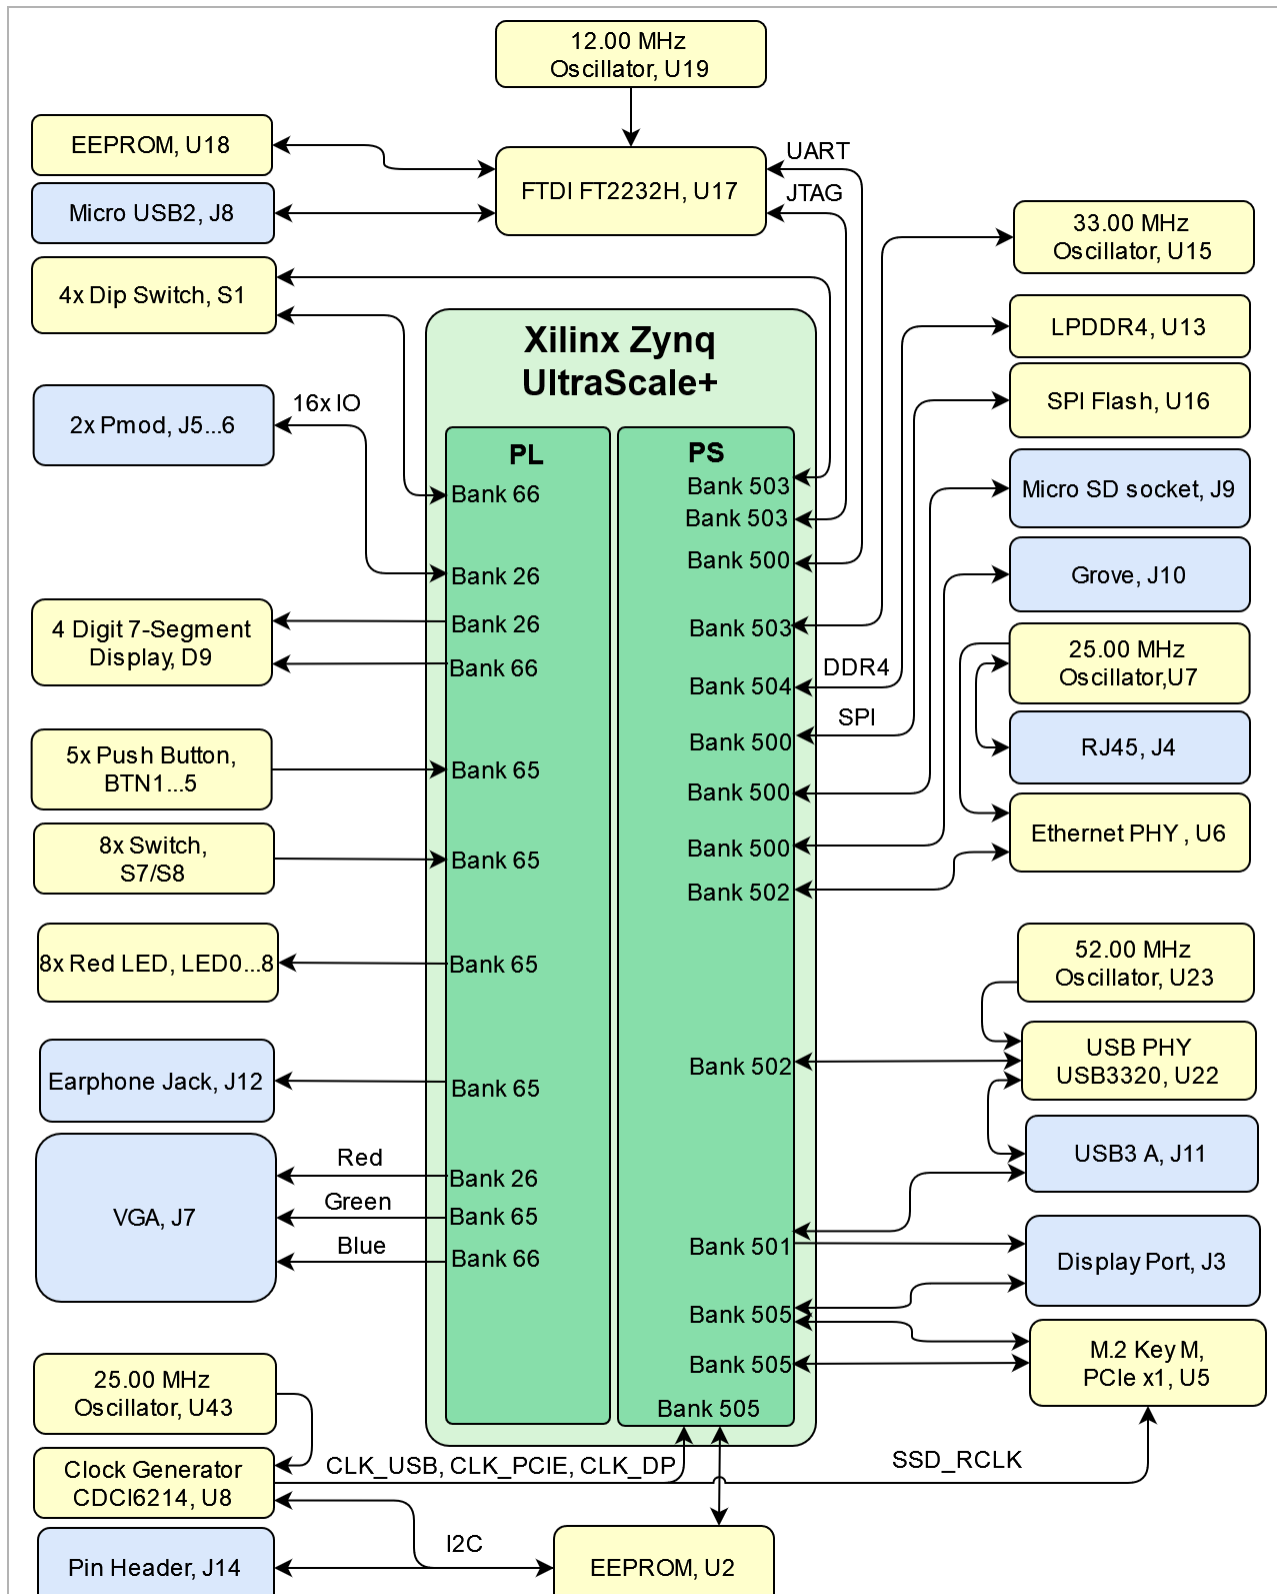 12.00 MHz
Oscillator, U19
EEPROM, U18
FTDI FT2232H, U17
UART
JTAG
Micro USB2, J8
4x Dip Switch, S1
2x Pmod, J5...6
16x IO
4 Digit 7-Segment
Display, D9
5x Push Button,
BTN1...5
8x Switch,
S7/S8
8x Red LED, LED0...8
Earphone Jack, J12
VGA, J7
Red
Green
Blue
25.00 MHz
Oscillator, U43
Clock Generator
CDCI6214, U8
Pin Header, J14
Xilinx Zynq
UltraScale+
PL
Bank 66
Bank 26
Bank 26
Bank 66
Bank 65
Bank 65
Bank 65
Bank 65
Bank 26
Bank 65
Bank 66
PS
Bank 503
Bank 503
Bank 500
Bank 503
Bank 504
Bank 500
Bank 500
Bank 500
Bank 502
Bank 502
Bank 501
Bank 505
Bank 505
Bank 505
DDR4
SPI
33.00 MHz
Oscillator, U15
LPDDR4, U13
SPI Flash, U16
Micro SD socket, J9
Grove, J10
25.00 MHz
Oscillator,U7
RJ45, J4
Ethernet PHY , U6
52.00 MHz
Oscillator, U23
USB PHY
USB3320, U22
USB3 A, J11
Display Port, J3
M.2 Key M,
PCIe x1, U5
CLK_USB, CLK_PCIE, CLK_DP
SSD_RCLK
I2C
EEPROM, U2